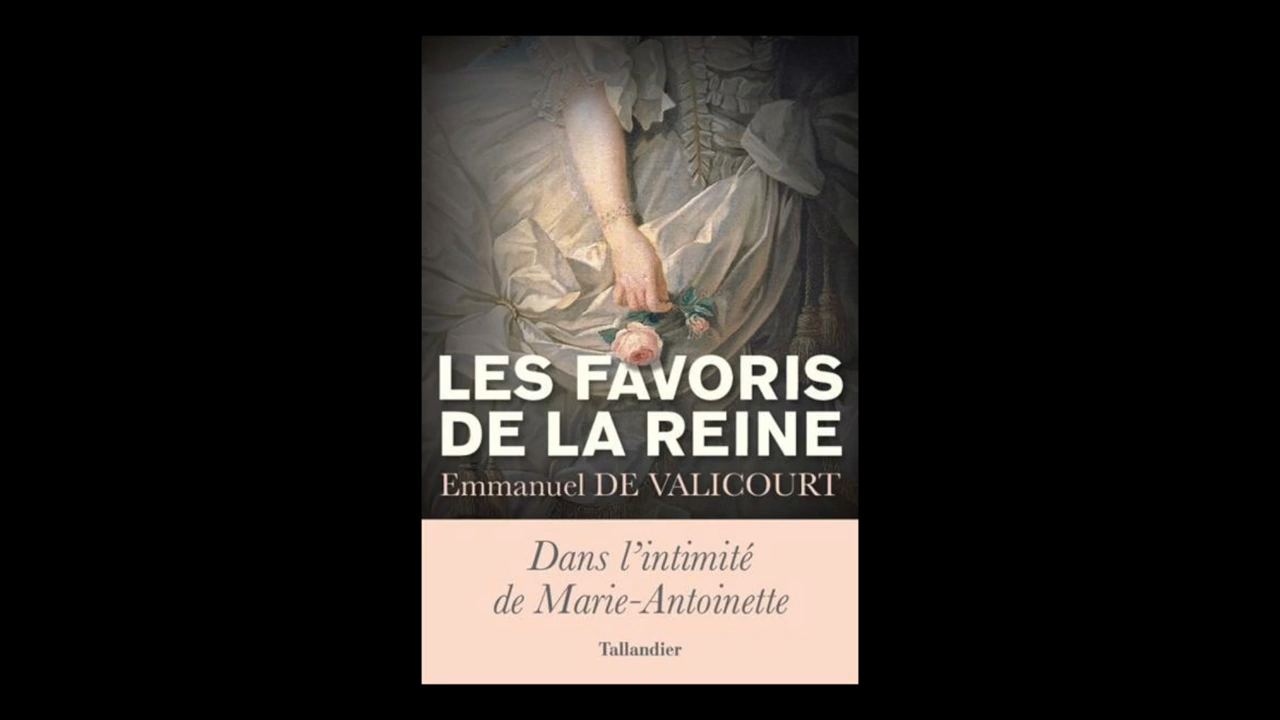 LES FAVORIS
DE LA REINE
Emmanuel DE VALICOURT
Dans l'intimité
de Marie-Antoinette
Tallandier